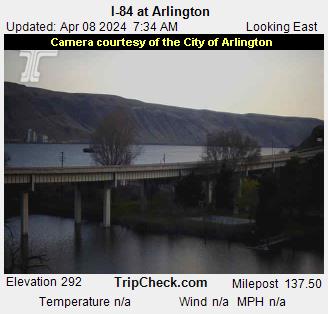 I-84 at Arlington
Updated: Apr 08 2024 7:34 AM Looking East
Camera courtesy of the City of Arlington
Elevation 292 TripCheck.com Milepost 137.50
Temperature n/a Wind n/a MPH n/a